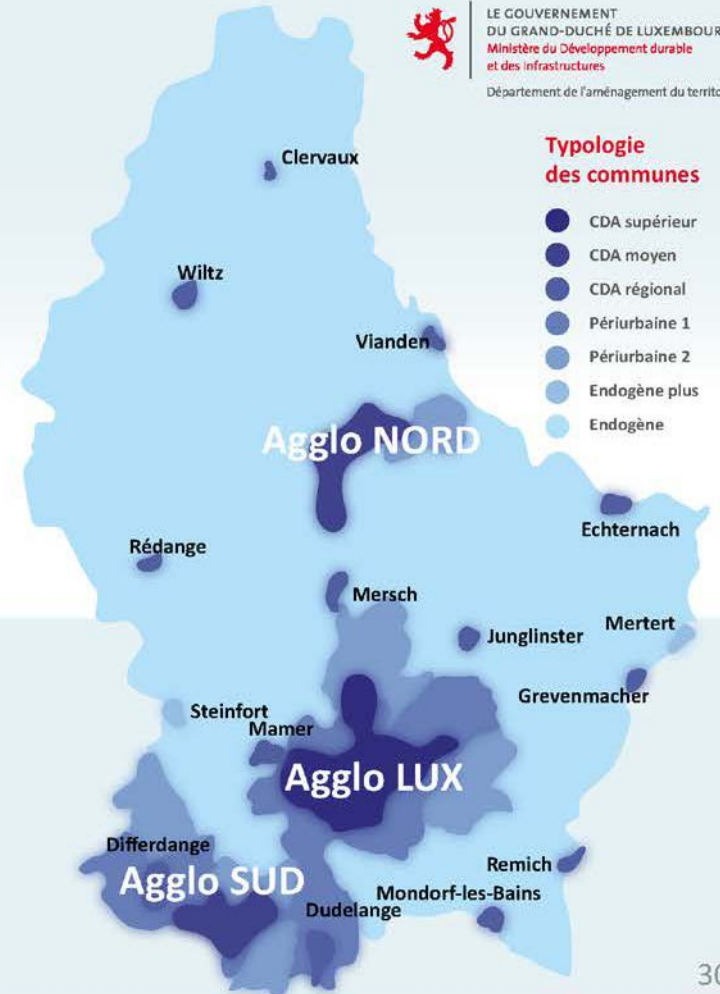 LE GOUVERNEMENT
DU GRAND-DUCHÉ DE LUXEMBOUR
Ministère du Développement durable
et des Infrastructures
Département de l'aménagement du territo
Typologie
des communes
CDA supérieur
CDA moyen
CDA régional
Périurbaine 1
Périurbaine 2
Endogène plus
Endogène
Clervaux
Wiltz
Vianden
Agglo NORD
Echternach
Rédange
Mersch
Junglinster
Mertert
Grevenmacher
Steinfort
Mamer
Agglo LUX
Differdange
Remich
Agglo SUD
Mondorf-les-Bains
Dudelange
30